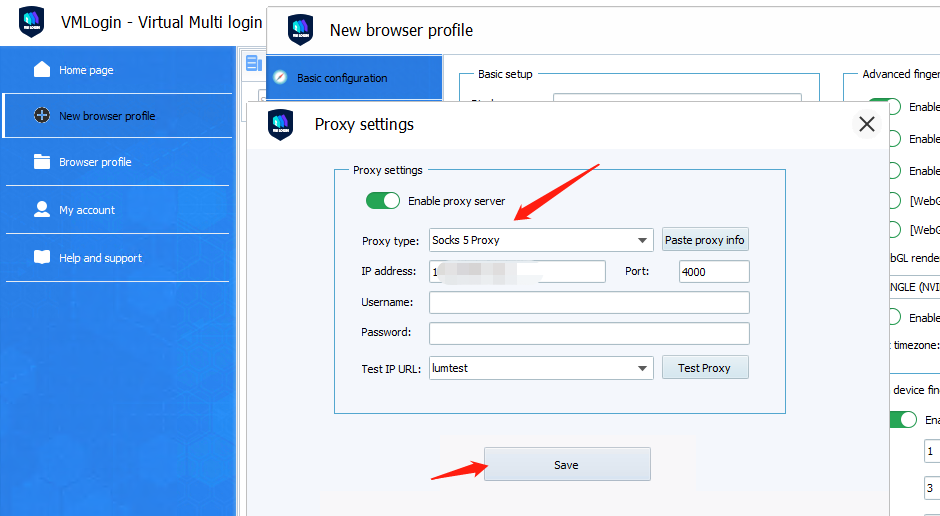 VMLogin - Virtual Multi login
New browser profile
Home page
New browser profile
Browser profile
My account
Help and support
Basic configuration
Basic setup
Advanced finger
Enable
Enable
Enable
[WebG
[WebG
bGL render
NGLE (NVI
Enable
timezone:
device fin
Ena
1
3
Proxy settings
Proxy settings
Enable proxy server
Proxy type: Socks 5 Proxy Paste proxy info
IP address: 1 Port: 4000
Username:
Password:
Test IP URL: lumtest Test Proxy
Save